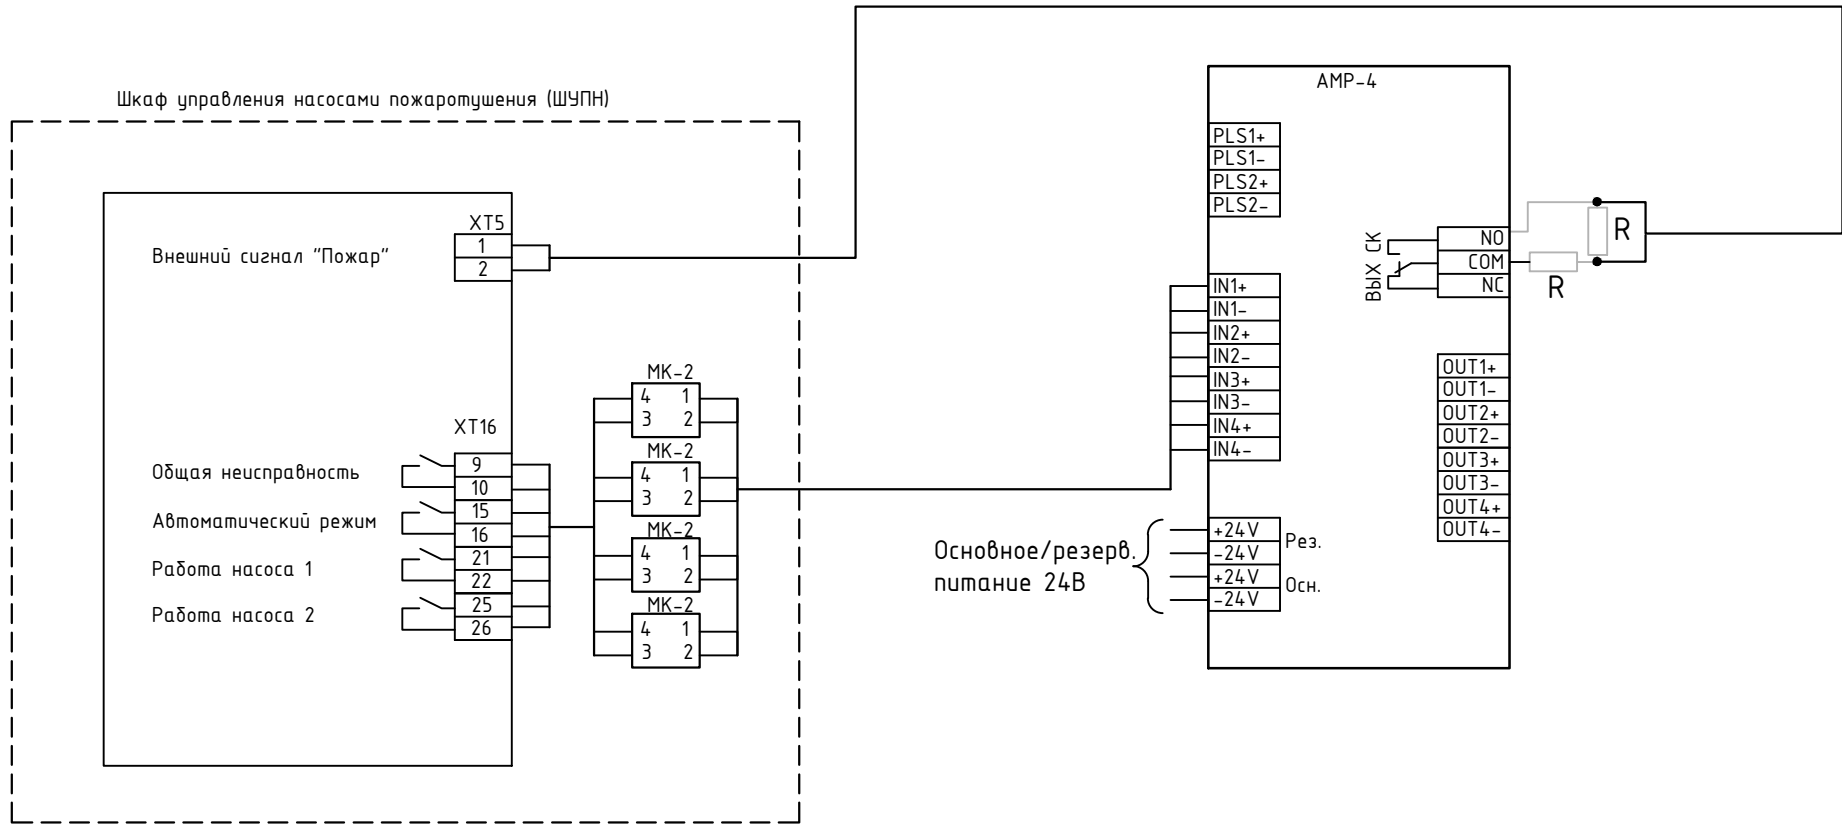 Шкаф управления насосами пожаротушения (ШУПН)
Внешний сигнал "Пожар"
XT5
1
2
XT16
Общая неисправность
9
10
Автоматический режим
15
16
Работа насоса 1
21
22
Работа насоса 2
25
26
МК-2
4 1
3 2
МК-2
4 1
3 2
МК-2
4 1
3 2
МК-2
4 1
3 2
АМР-4
PLS1+
PLS1-
PLS2+
PLS2-
IN1+
IN1-
IN2+
IN2-
IN3+
IN3-
IN4+
IN4-
Основное/резерв.
питание 24В
+24V
-24V
Рез.
+24V
-24V
Осн.
ВЫХ СК
NO
COM
NC
R
R
OUT1+
OUT1-
OUT2+
OUT2-
OUT3+
OUT3-
OUT4+
OUT4-